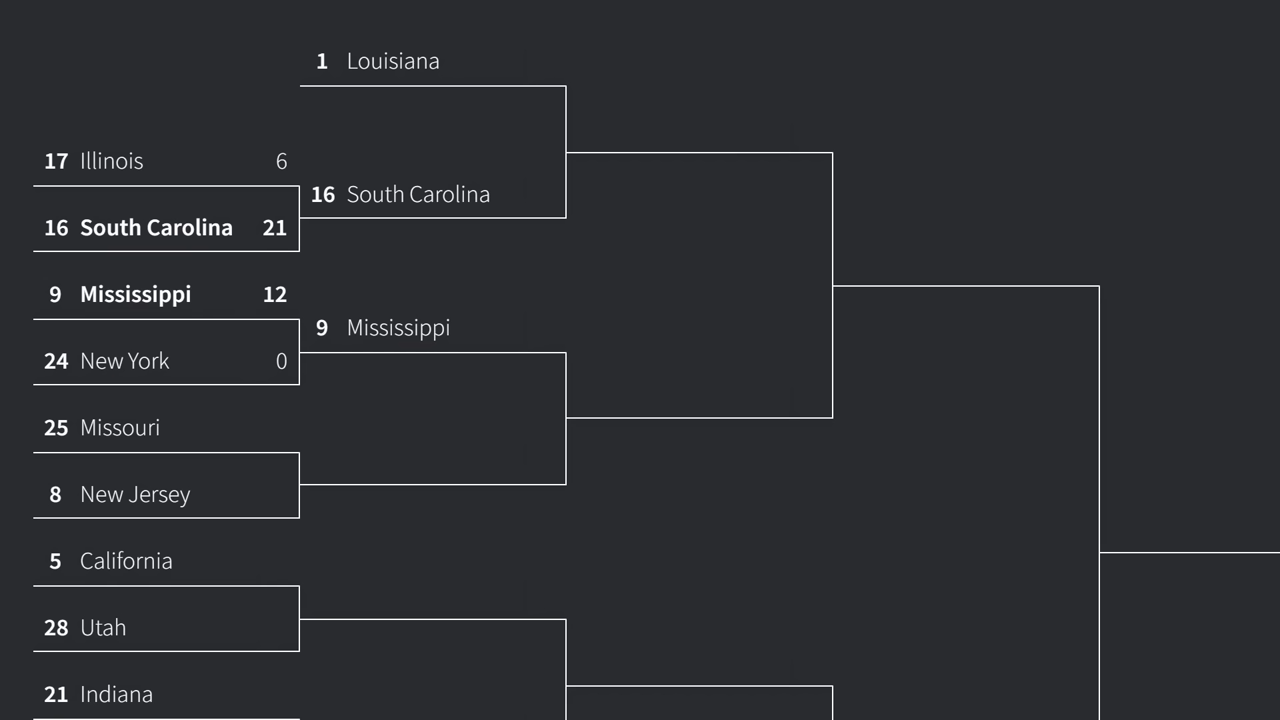 1 Louisiana
17 Illinois 6
16 South Carolina
16 South Carolina 21
9 Mississippi 12
9 Mississippi
24 New York 0
25 Missouri
8 New Jersey
5 California
28 Utah
21 Indiana